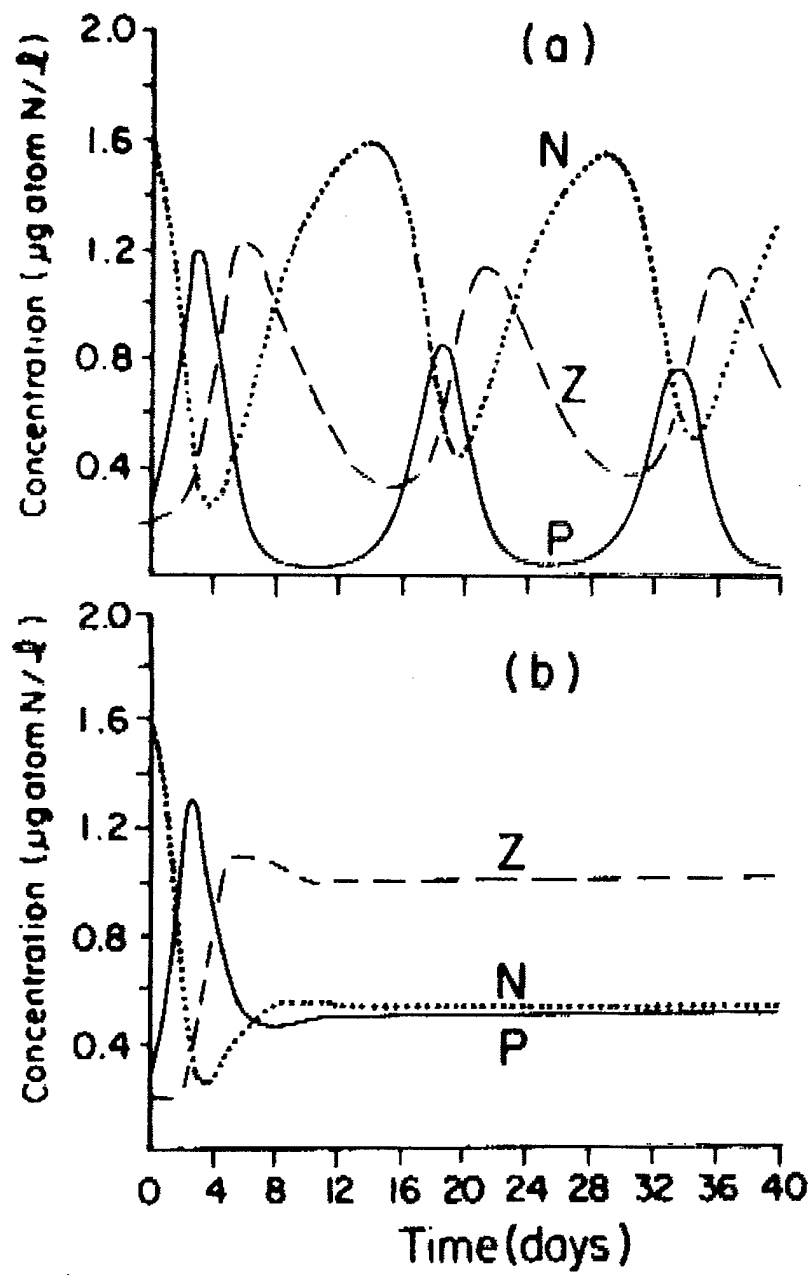 (a)
Concentration (μg atom N/ℓ)
2.0
1.6
1.2
0.8
0.4
N
Z
P
(b)
Concentration (μg atom N/ℓ)
2.0
1.6
1.2
0.8
0.4
Z
N
P
0 4 8 12 16 20 24 28 32 36 40
Time (days)